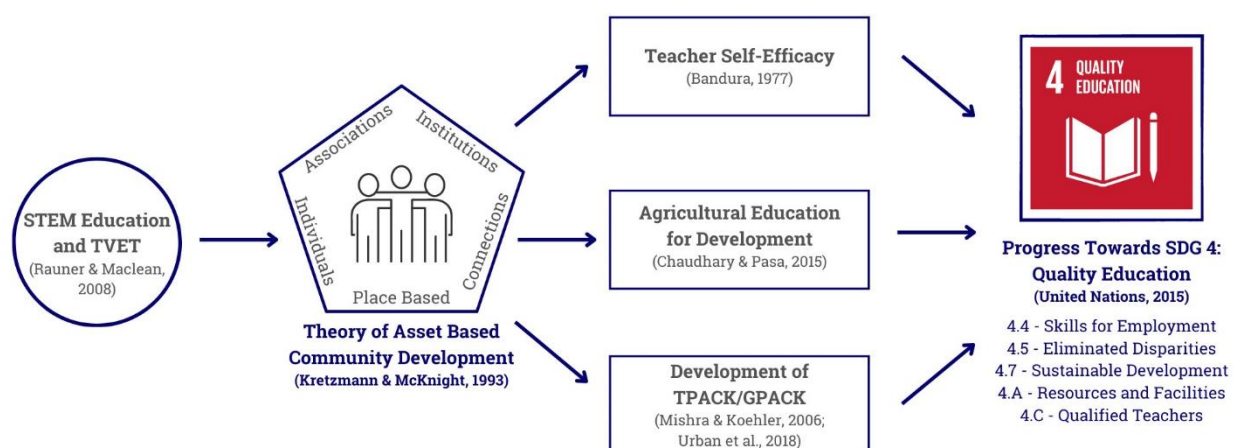 STEM Education
and TVET
(Rauner & Maclean,
2008)
Associations
Institutions
Individuals
Connections
Place Based
Theory of Asset Based
Community Development
(Kretzmann & McKnight, 1993)
Teacher Self-Efficacy
(Bandura, 1977)
Agricultural Education
for Development
(Chaudhary & Pasa, 2015)
Development of
TPACK/GPACK
(Mishra & Koehler, 2006;
Urban et al., 2018)
4 QUALITY
EDUCATION
Progress Towards SDG 4:
Quality Education
(United Nations, 2015)
4.4 - Skills for Employment
4.5 - Eliminated Disparities
4.7 - Sustainable Development
4.A - Resources and Facilities
4.C - Qualified Teachers